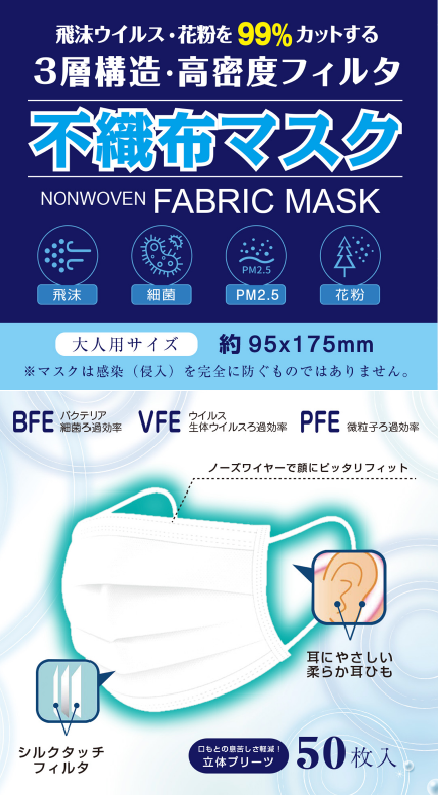 飛沫ウイルス・花粉を99%カットする
3層構造・高密度フィルタ
不織布マスク
NONWOVEN FABRIC MASK
PM2.5
飛沫 細菌 PM2.5 花粉
大人用サイズ 約95x175mm
※マスクは感染（侵入）を完全に防ぐものではありません。
BFE バクテリア 細菌ろ過効率 VFE ウイルス 生体ウイルスろ過効率 PFE 微粒子ろ過効率
ノーズワイヤーで顔にピッタリフィット
耳にやさしい
柔らか耳ひも
シルクタッチ
フィルタ
口もとの息苦しさ軽減！
立体プリーツ
50枚入